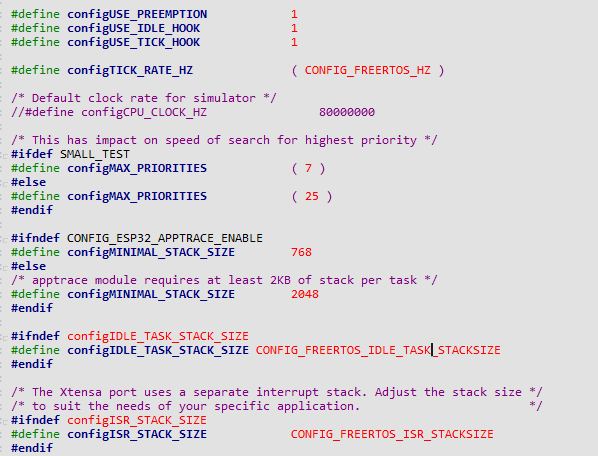 #define configUSE_PREEMPTION 1
#define configUSE_IDLE_HOOK 1
#define configUSE_TICK_HOOK 1
#define configTICK_RATE_HZ ( CONFIG_FREERTOS_HZ )
/* Default clock rate for simulator */
//#define configCPU_CLOCK_HZ 80000000
/* This has impact on speed of search for highest priority */
#ifdef SMALL_TEST
#define configMAX_PRIORITIES ( 7 )
#else
#define configMAX_PRIORITIES ( 25 )
#endif
#ifndef CONFIG_ESP32_APPTRACE_ENABLE
#define configMINIMAL_STACK_SIZE 768
#else
/* apptrace module requires at least 2KB of stack per task */
#define configMINIMAL_STACK_SIZE 2048
#endif
#ifndef configIDLE_TASK_STACK_SIZE
#define configIDLE_TASK_STACK_SIZE CONFIG_FREERTOS_IDLE_TASK_STACKSIZE
#endif
/* The Xtensa port uses a separate interrupt stack. Adjust the stack size */
/* to suit the needs of your specific application. */
#ifndef configISR_STACK_SIZE
#define configISR_STACK_SIZE CONFIG_FREERTOS_ISR_STACKSIZE
#endif